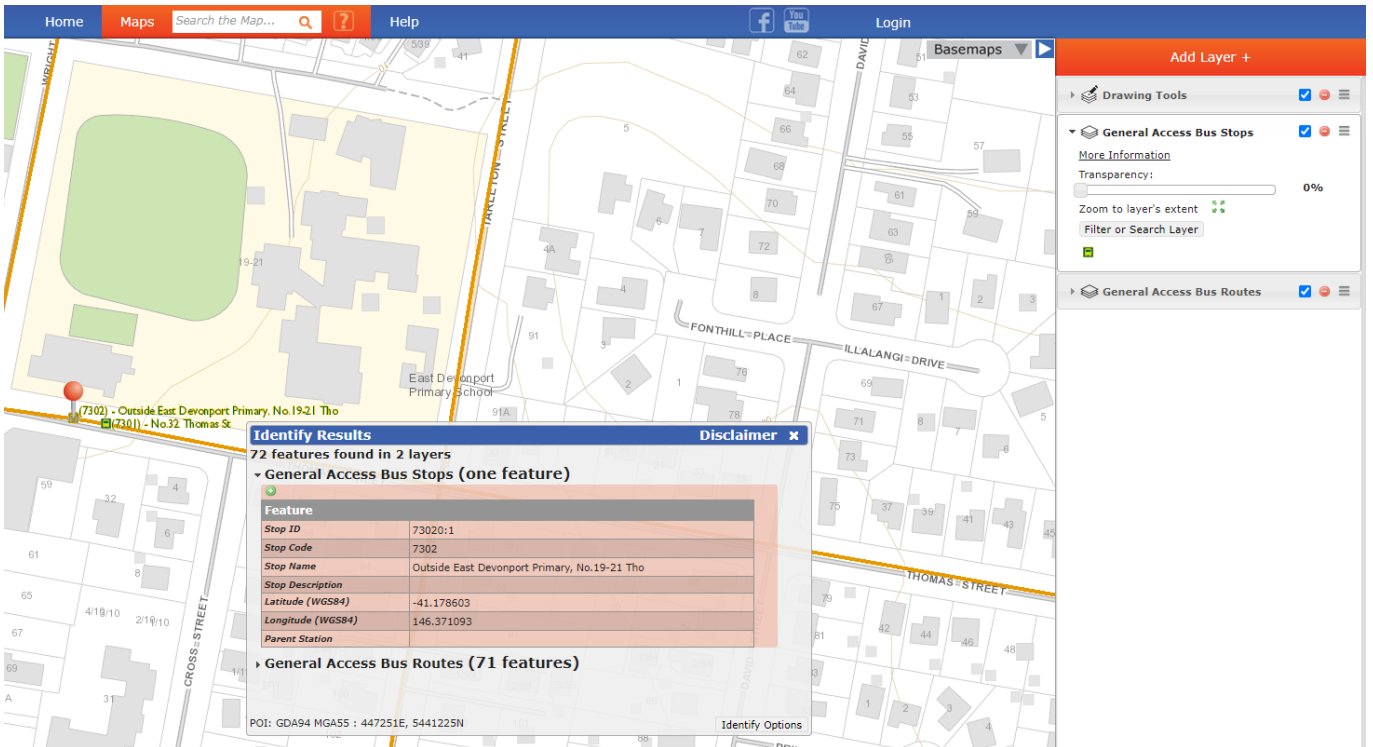 Home
Maps
Search the Map...
?
Help
f
You Tube
Login
Basemaps
Add Layer +
Drawing Tools
General Access Bus Stops
More Information
Transparency:
0%
Zoom to layer's extent
Filter or Search Layer
General Access Bus Routes
WRIGHT
5/39
41
62
DAVID
51
64
53
TARLETON STREET
5
66
55
57
68
70
61
59
6
7
63
4A
72
19-21
4
8
67
1
2
3
FONTHILL PLACE
ILLALANGI DRIVE
91
3
76
East Devonport
Primary School
2
1
69
91A
78
71
8
7
5
6
73
(7302) - Outside East Devonport Primary, No.19-21 Tho
(7301) - No.32 Thomas St
Identify Results
Disclaimer
72 features found in 2 layers
General Access Bus Stops (one feature)
Feature
Stop ID 73020:1
Stop Code 7302
Stop Name Outside East Devonport Primary, No.19-21 Tho
Stop Description
Latitude (WGS84) -41.178603
Longitude (WGS84) 146.371093
Parent Station
General Access Bus Routes (71 features)
POI: GDA94 MGA55 : 447251E, 5441225N
Identify Options
59
32
4
6
61
8
65
2/10/10
67
69
A
31
CROSS STREET
75
37
39
41
43
45
THOMAS STREET
79
81
42
44
46
48
1
2
3
4